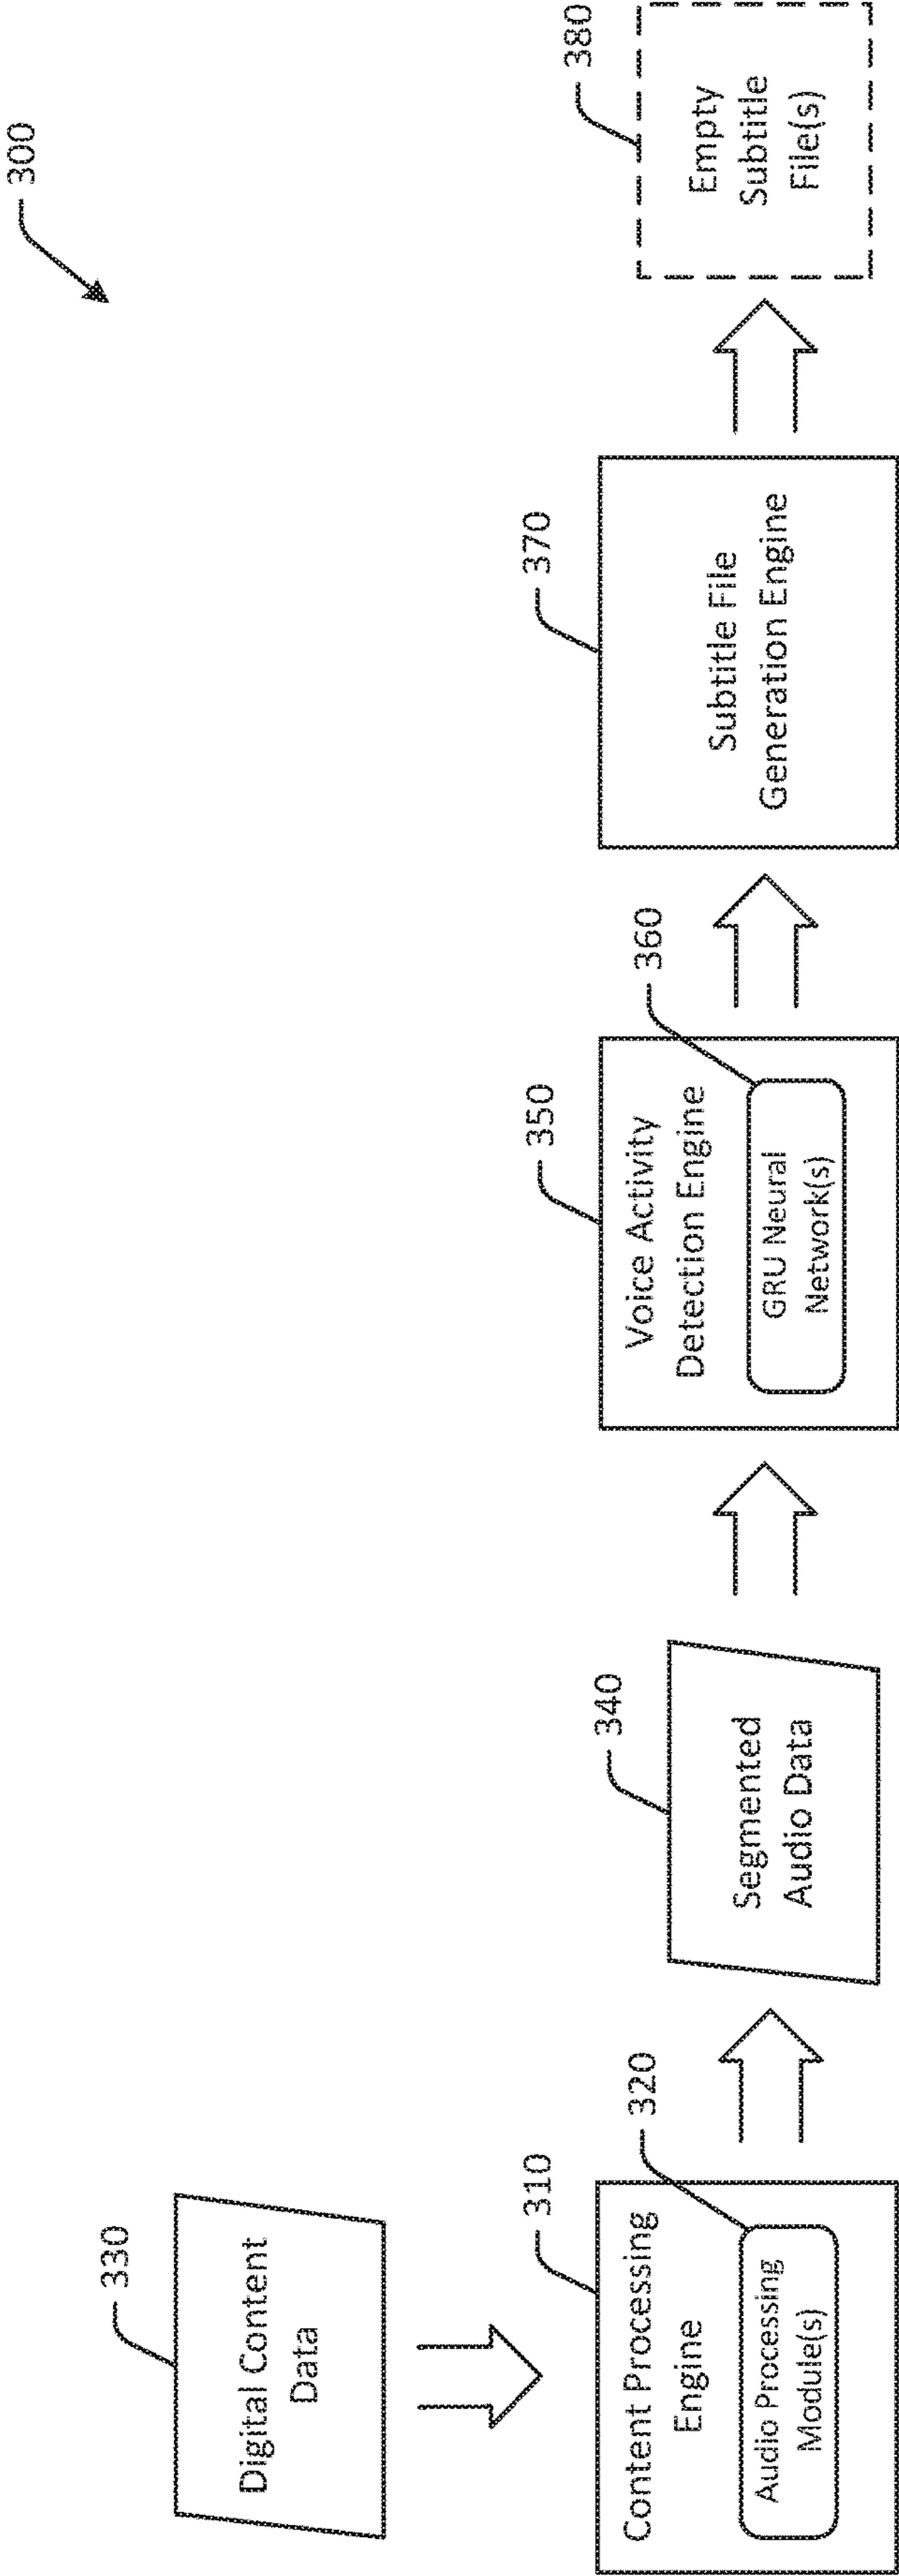 300
330
Digital Content
Data
310
Content Processing
Engine
320
Audio Processing
Module(s)
340
Segmented
Audio Data
350
Voice Activity
Detection Engine
360
GRU Neural
Network(s)
370
Subtitle File
Generation Engine
380
Empty
Subtitle
File(s)